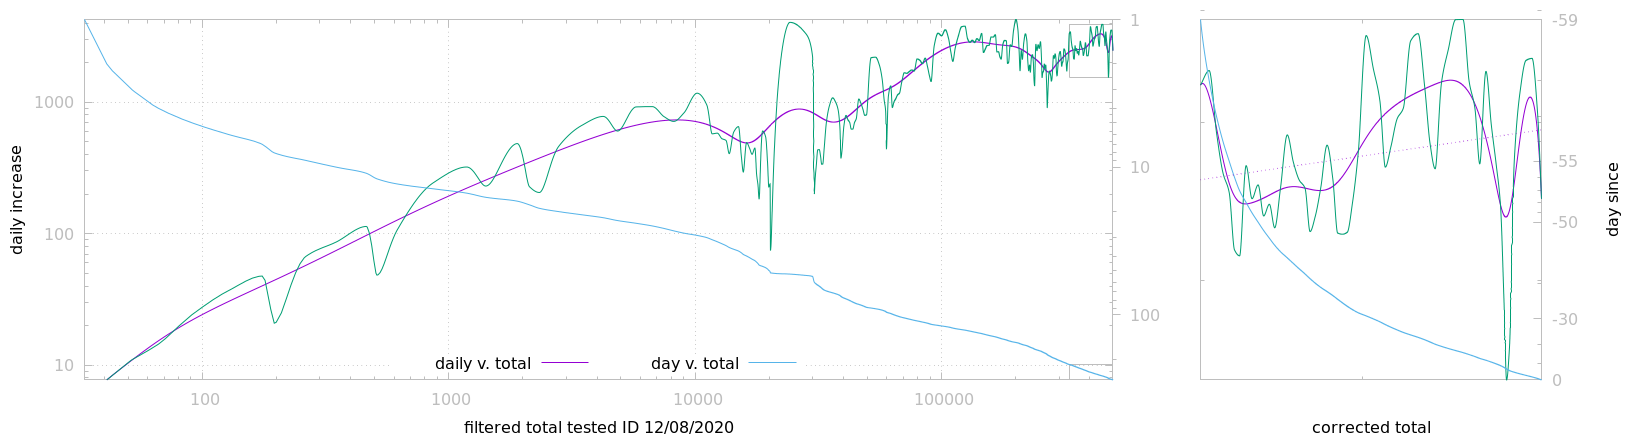 1
-59
1000
10
-55
daily increase
100
-50
day since
100
-30
10
daily v. total
day v. total
0
100
1000
10000
100000
filtered total tested ID 12/08/2020
corrected total